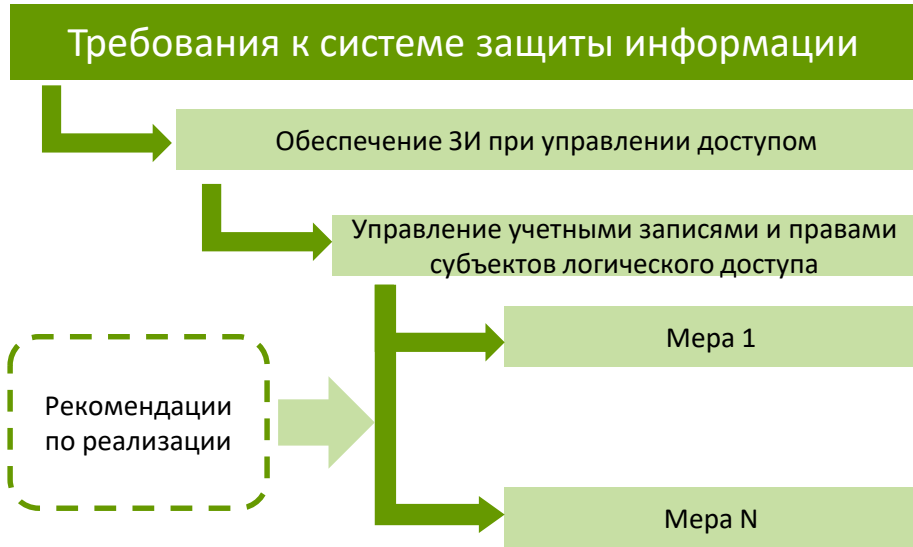 Требования к системе защиты информации
Обеспечение ЗИ при управлении доступом
Управление учетными записями и правами
субъектов логического доступа
Мера 1
Рекомендации
по реализации
Мера N